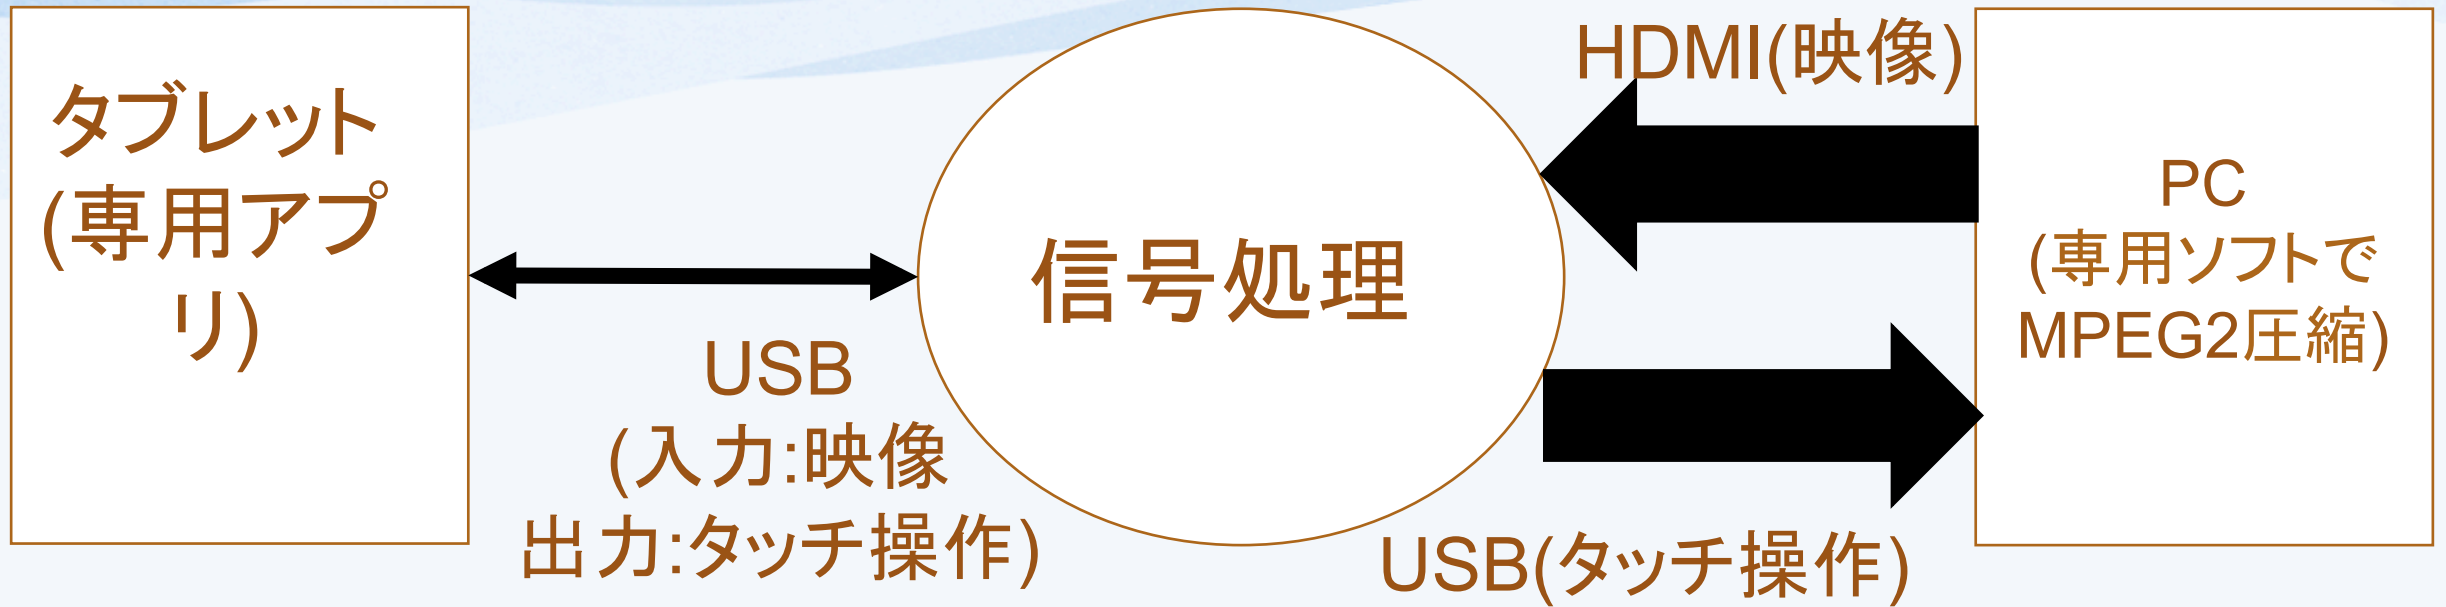 タブレット
(専用アプ
リ)
USB
(入力:映像
出力:タッチ操作)
信号処理
HDMI(映像)
USB(タッチ操作)
PC
(専用ソフトで
MPEG2圧縮)